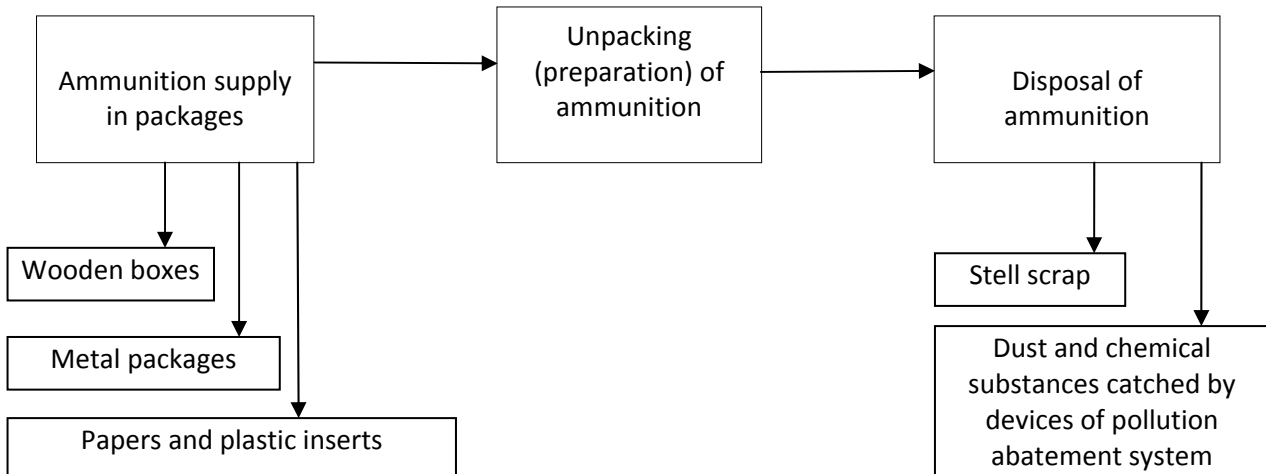 Ammunition supply
in packages
Unpacking
(preparation) of
ammunition
Disposal of
ammunition
Wooden boxes
Metal packages
Papers and plastic inserts
Stell scrap
Dust and chemical
substances catched by
devices of pollution
abatement system